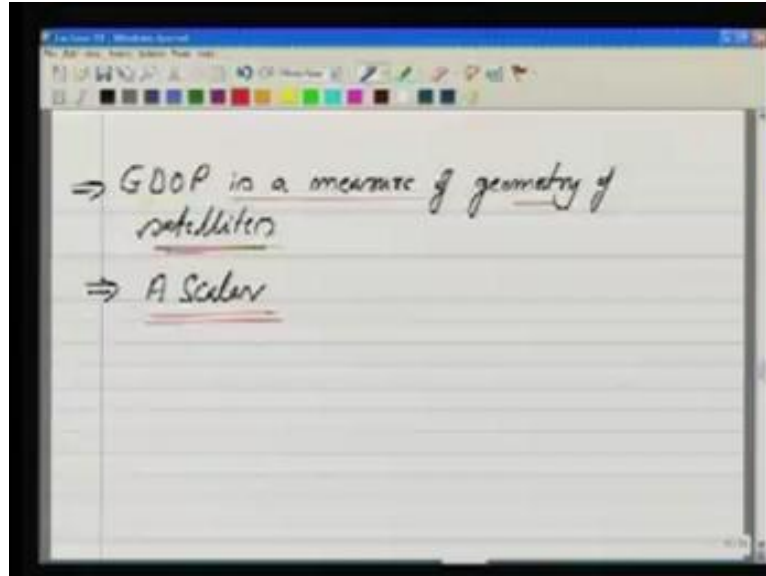 ⇒ GDOP is a measure of geometry of
satellites
⇒ A Scalar